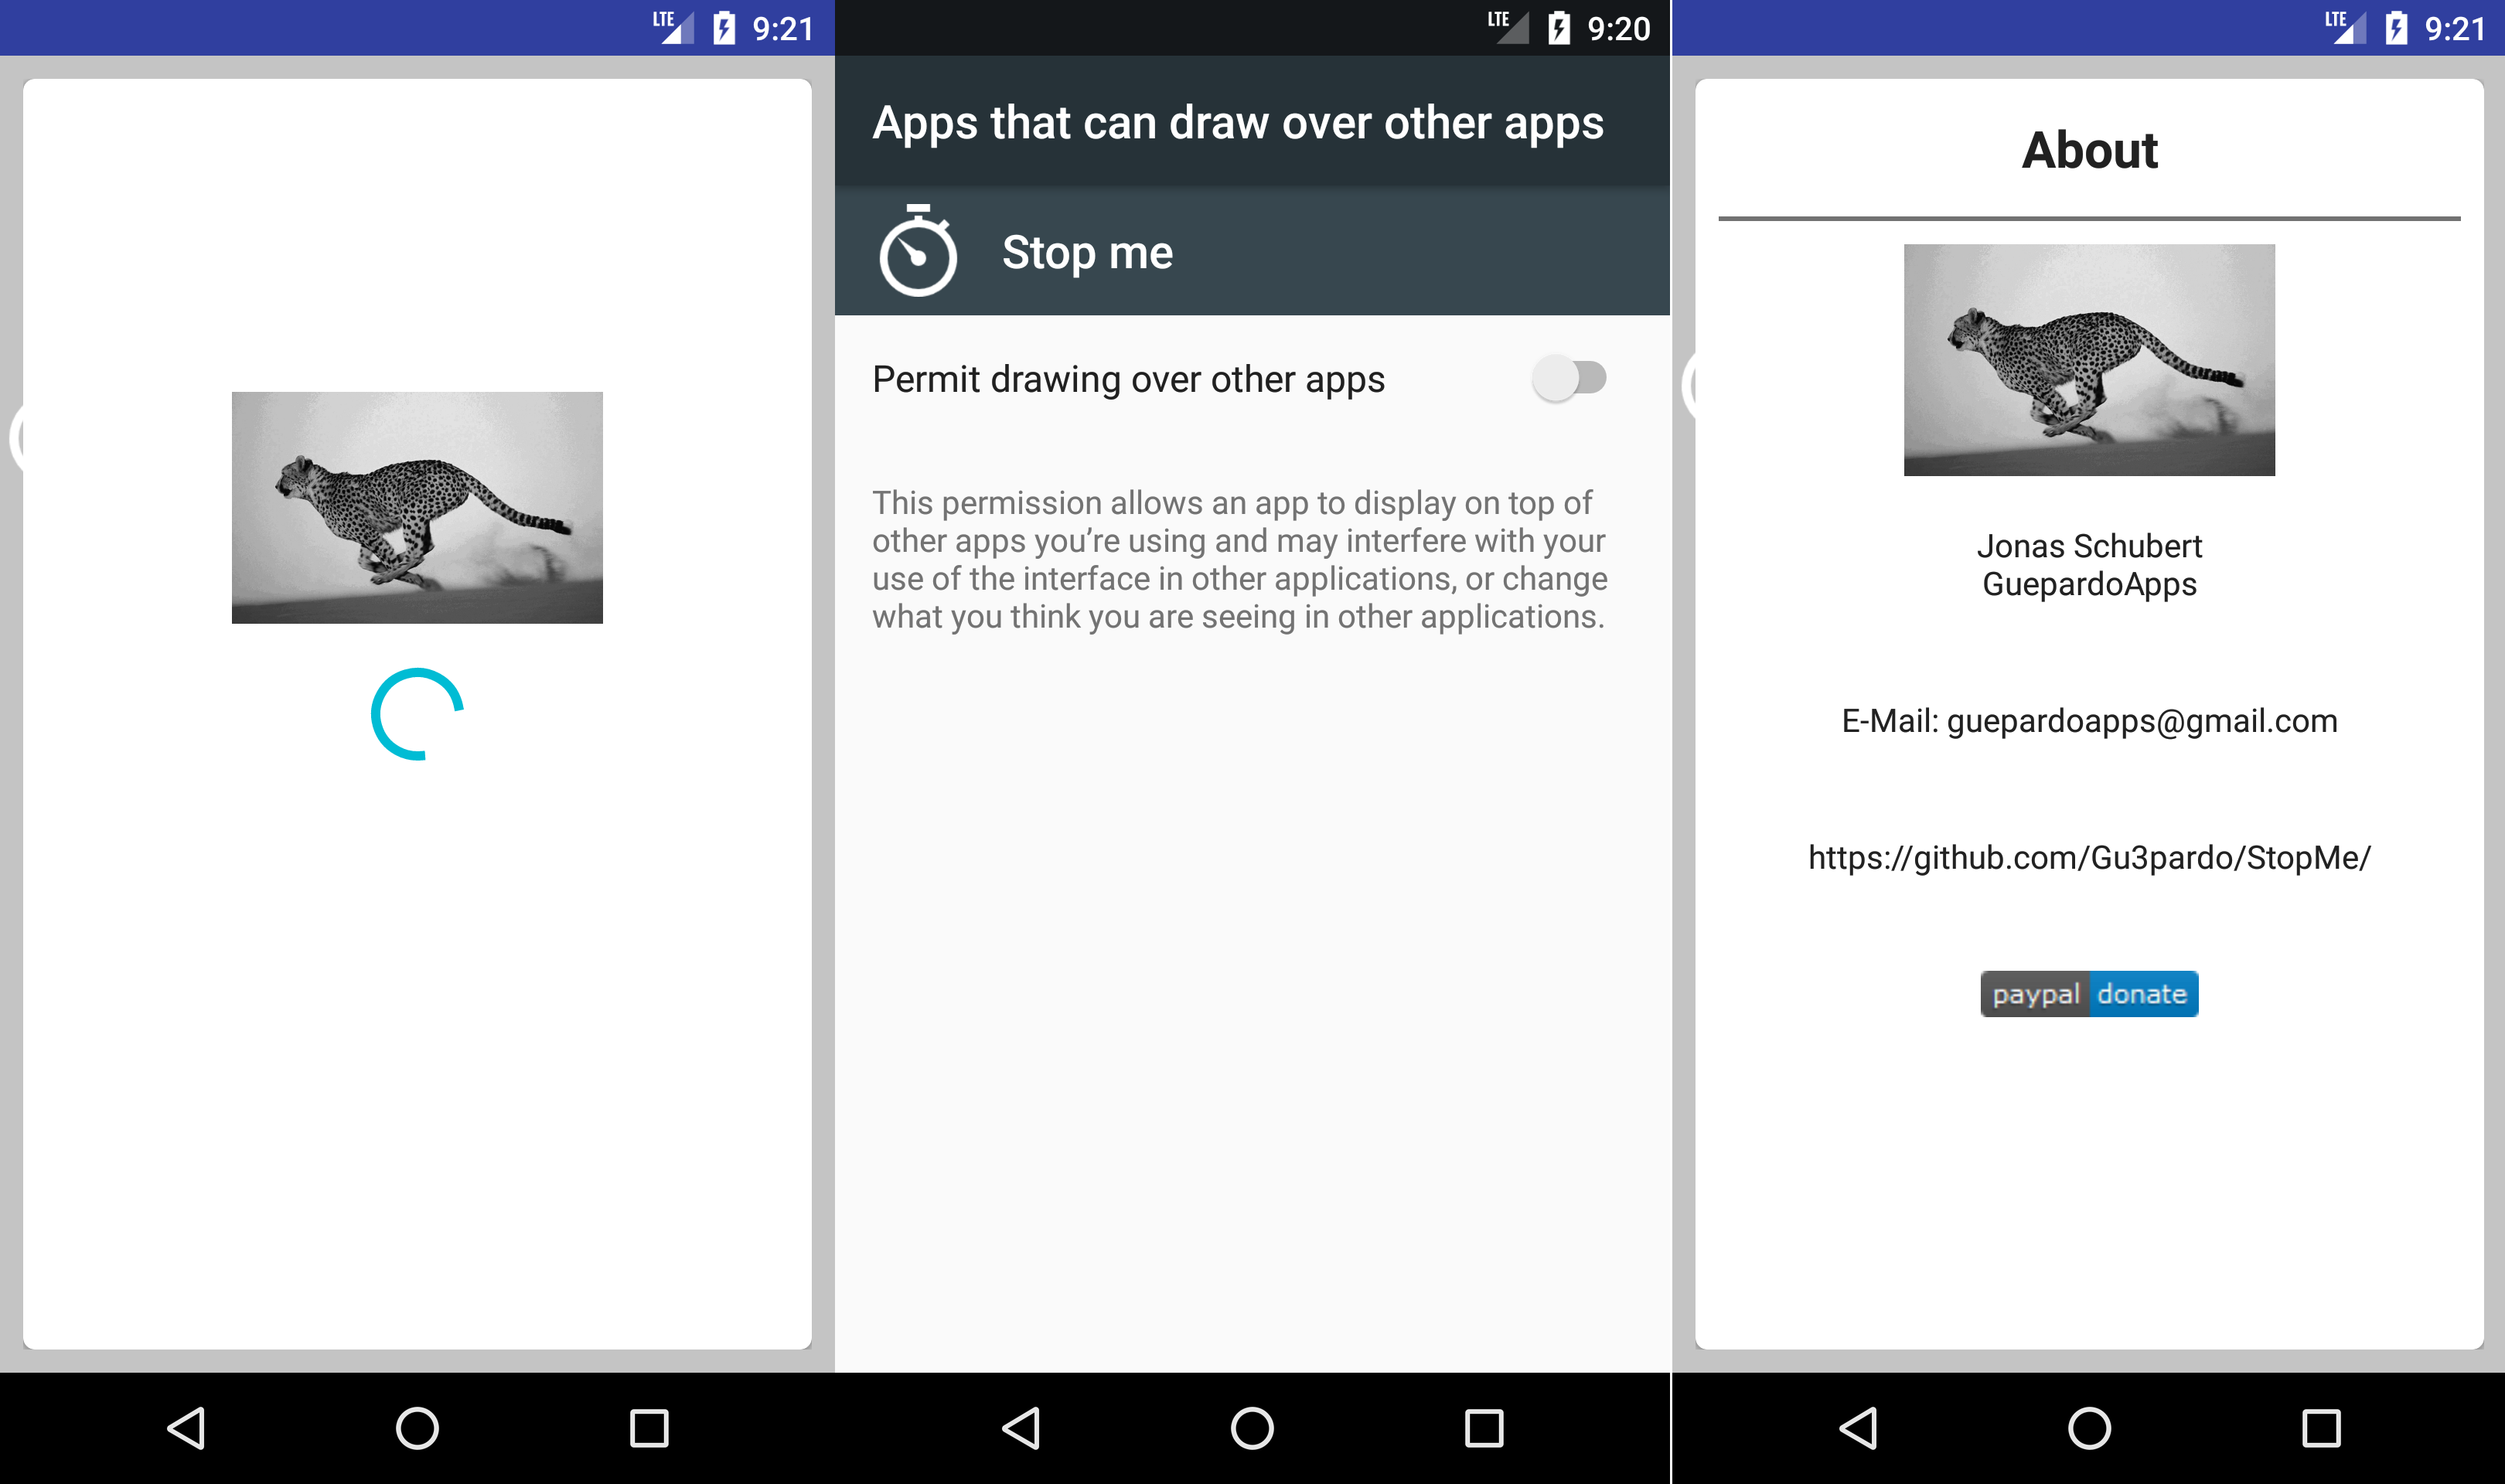 LTE 9:21
LTE 9:20
Apps that can draw over other apps
Stop me
Permit drawing over other apps
This permission allows an app to display on top of
other apps you’re using and may interfere with your
use of the interface in other applications, or change
what you think you are seeing in other applications.
LTE 9:21
About
Jonas Schubert
GuepardoApps
E-Mail: guepardoapps@gmail.com
https://github.com/Gu3pardo/StopMe/
paypal donate